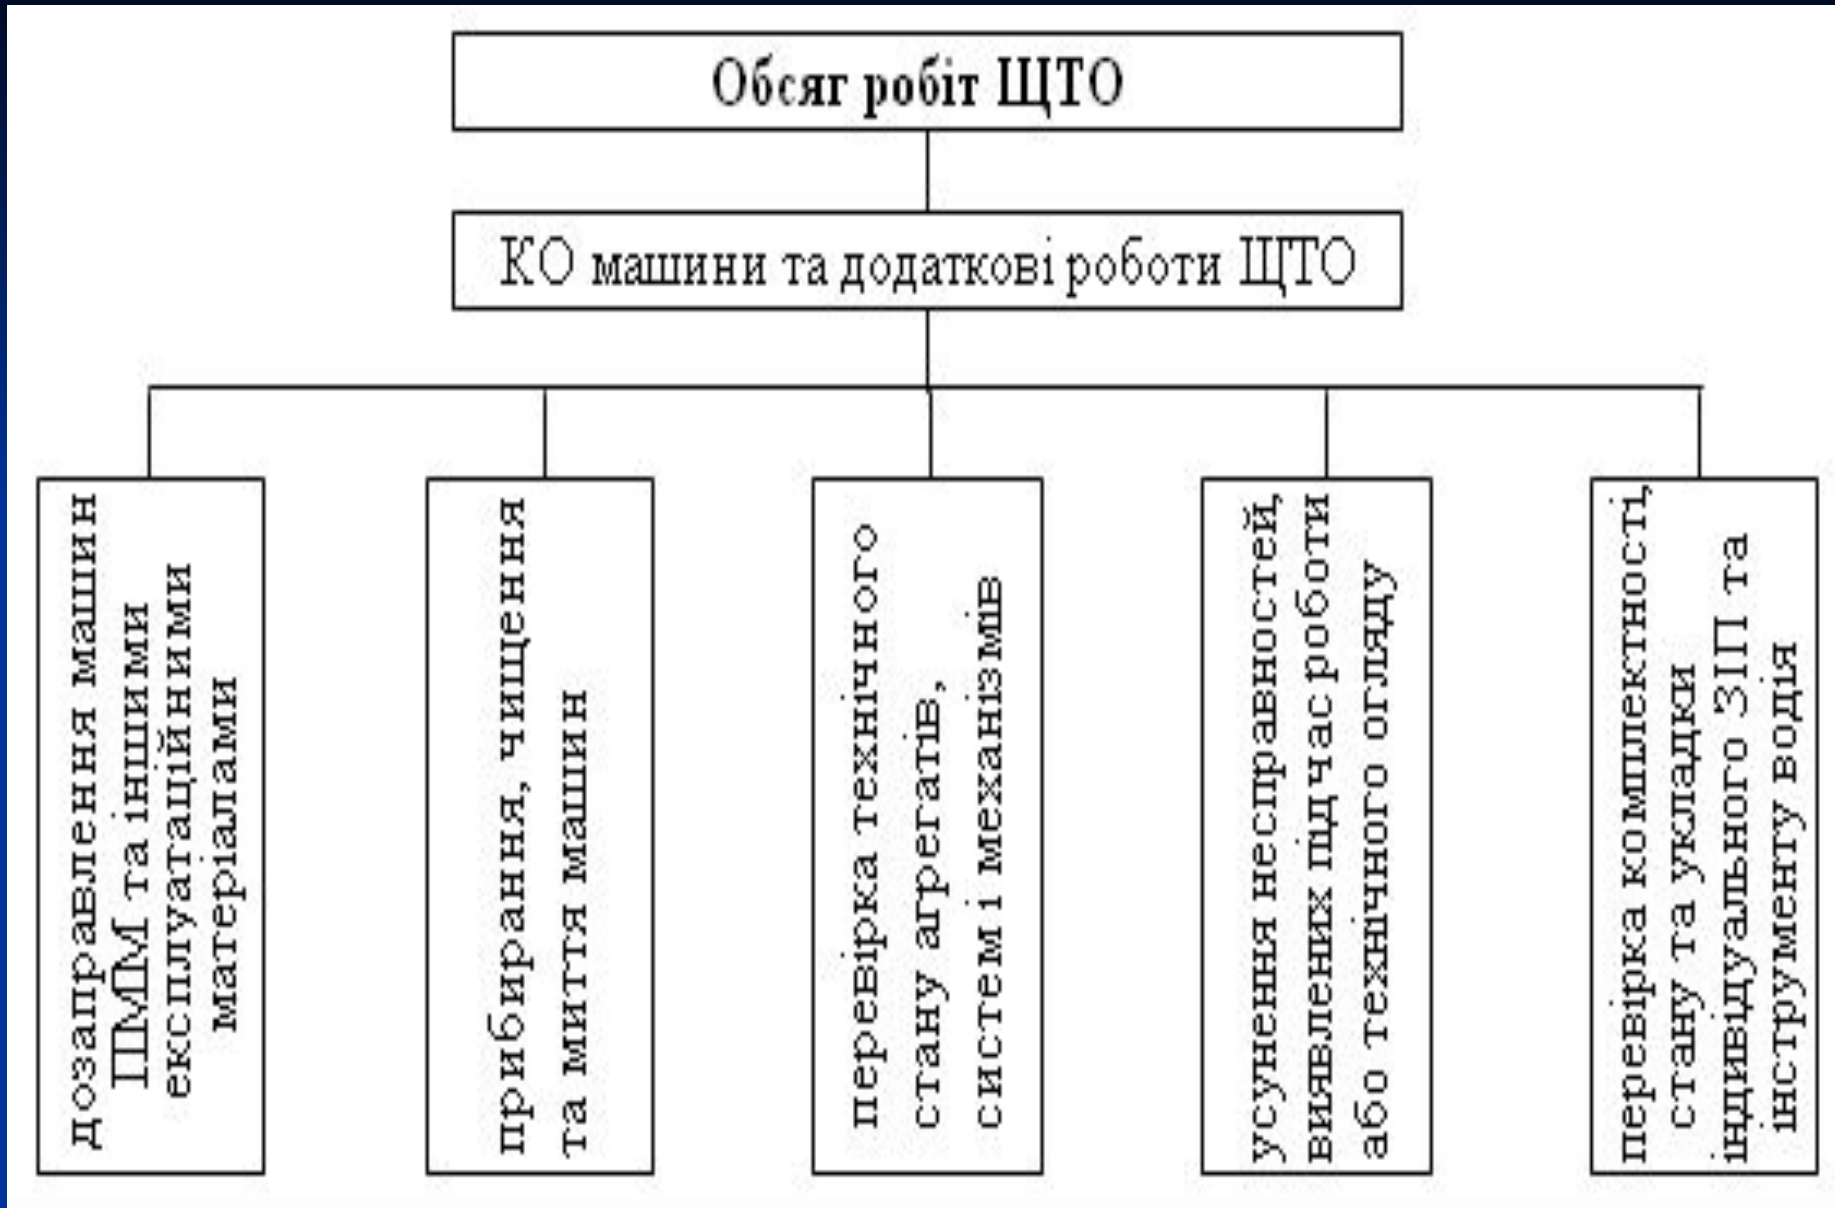 Обсяг робіт ЩТО
КО машини та додаткові роботи ЩТО
дозаправлення машин
ПММ та іншими
експлуатаційними
матеріалами
прибирання, чищення
та миття машин
перевірка технічного
стану агрегатів,
систем і механізмів
усунення несправностей,
виявлених під час роботи
або технічного огляду
перевірка комплектності,
стану та укладки
індивідуального ЗІП та
інструменту водія